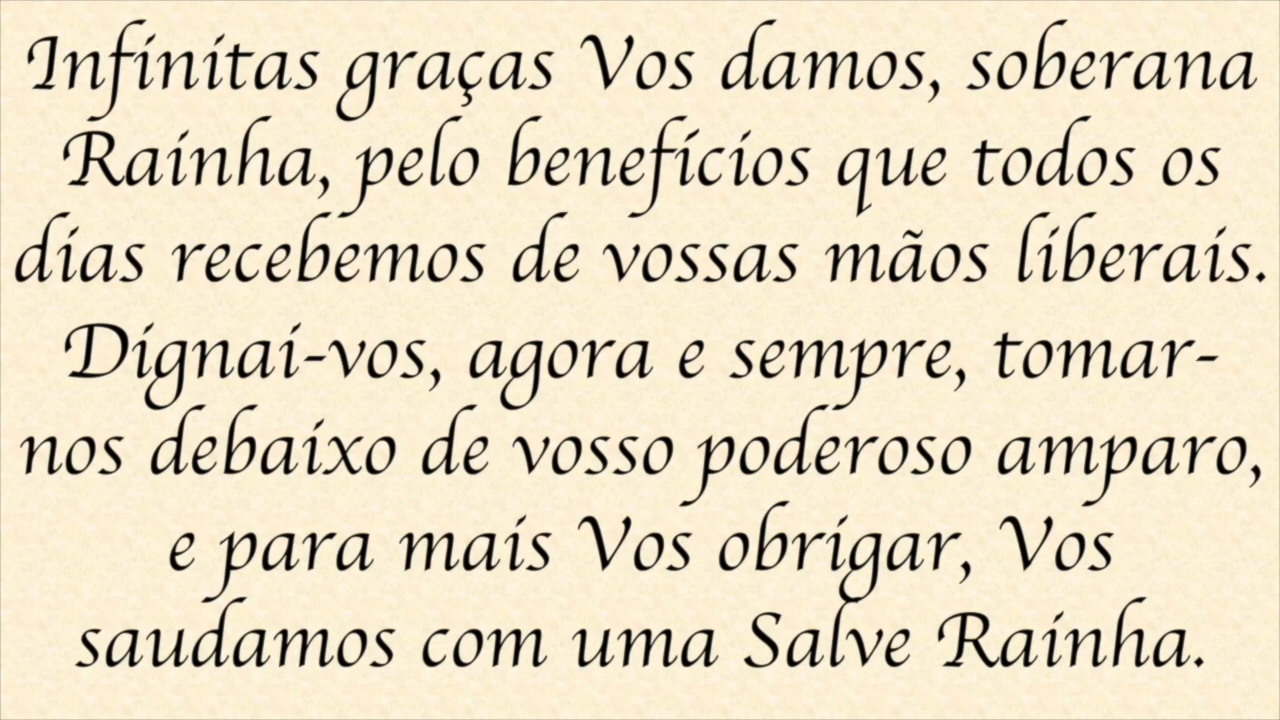 Infinitas graças Vos damos, soberana
Rainha, pelo benefícios que todos os
dias recebemos de vossas mãos liberais.
Dignai-vos, agora e sempre, tomar-
nos debaixo de vosso poderoso amparo,
e para mais Vos obrigar, Vos
saudamos com uma Salve Rainha.